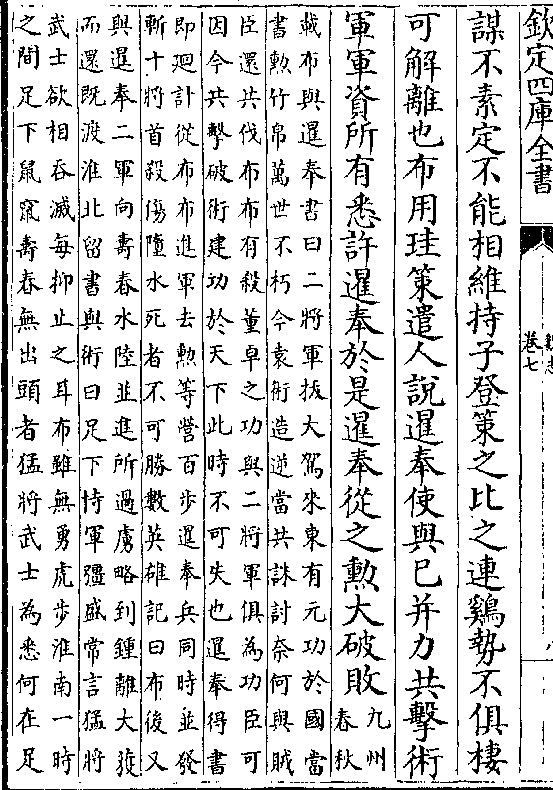 欽定四庫全書
卷七
謀不素定不能相維持子登策之比之連鷄勢不俱棲
可解離也布用珪策遣人說暹奉使與已并力共擊術
軍軍資所有悉許暹奉於是暹奉從之勲大破敗九州
春秋
載布與暹奉書曰二將軍拔大駕來東有元功於國當
書勲竹帛萬世不朽今袁術造逆當共誅討奈何與賊
臣還共伐布布有殺董卓之功與二將軍俱為功臣可
因今共擊破術建功於天下此時不可失也暹奉得書
即廻計從布布進軍去勲等營百步暹奉兵同時並發
斬十將首殺傷墮水死者不可勝數英雄記曰布後又
與暹奉二軍向壽春水陸並進所過虜略到鍾離大獲
而還既渡淮北留書與術曰足下恃軍彊盛常言猛將
武士欲相吞滅每抑止之耳布雖無勇虎步淮南一時
之間足下鼠竄壽春無出頭者猛將武士為悉何在足